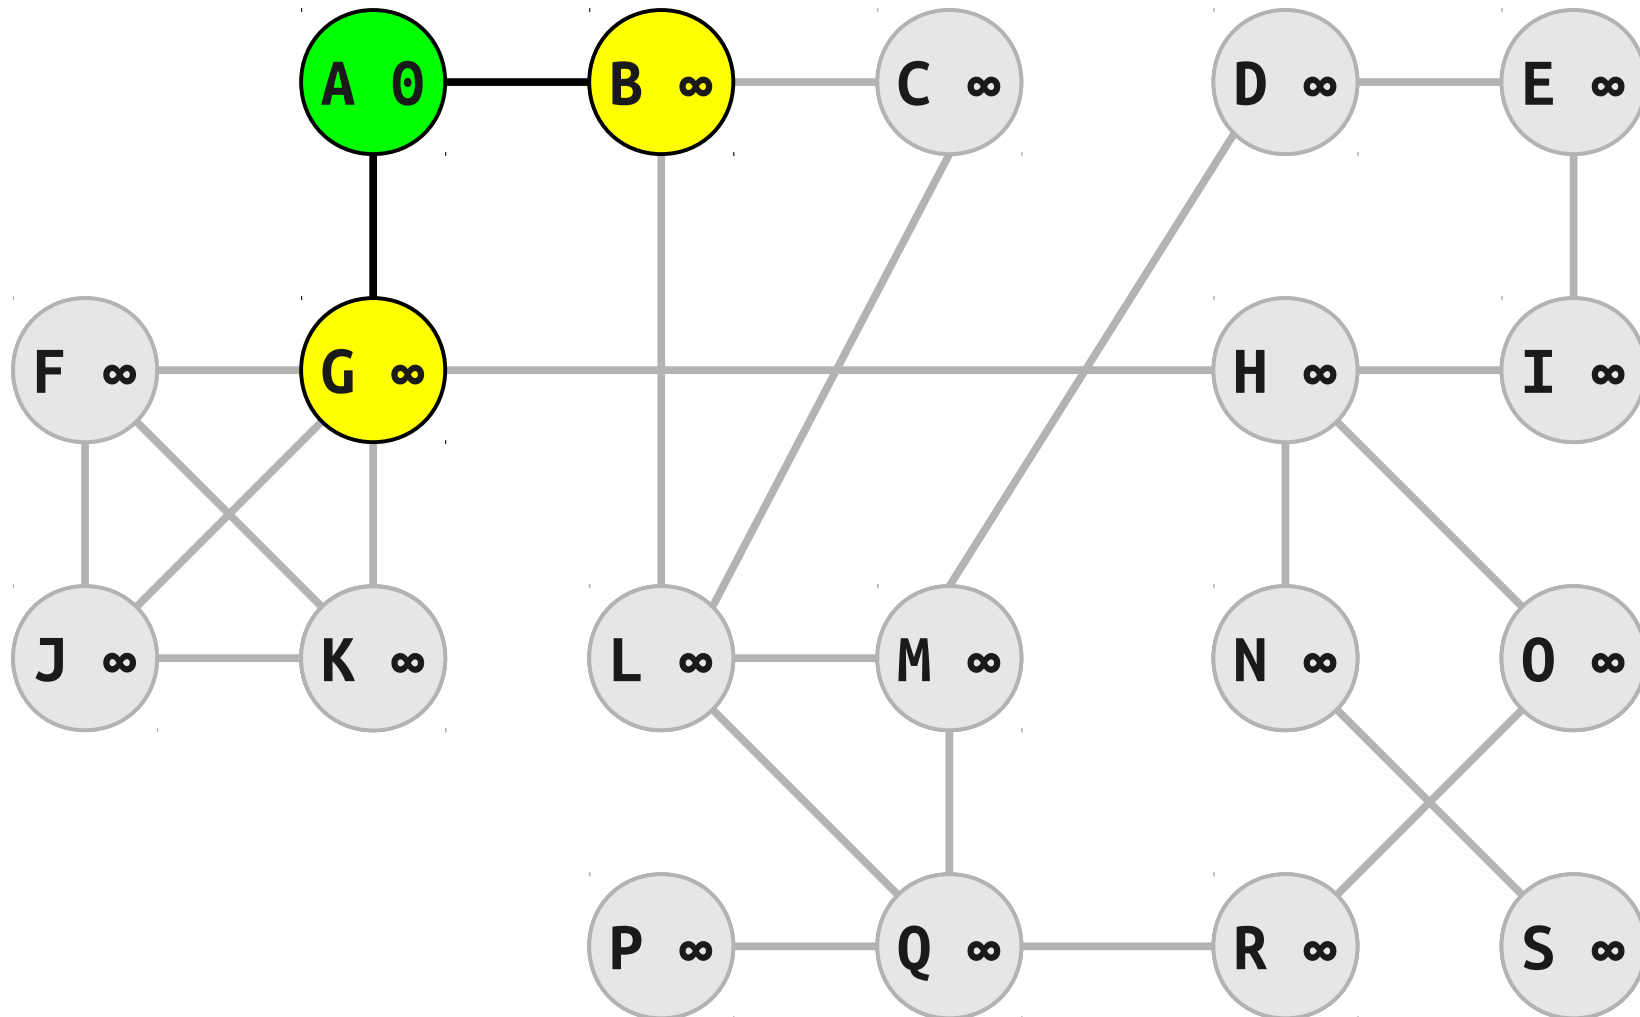 A 0 B ∞ C ∞ D ∞ E ∞
F ∞ G ∞ H ∞ I ∞
J ∞ K ∞ L ∞ M ∞ N ∞ O ∞
P ∞ Q ∞ R ∞ S ∞